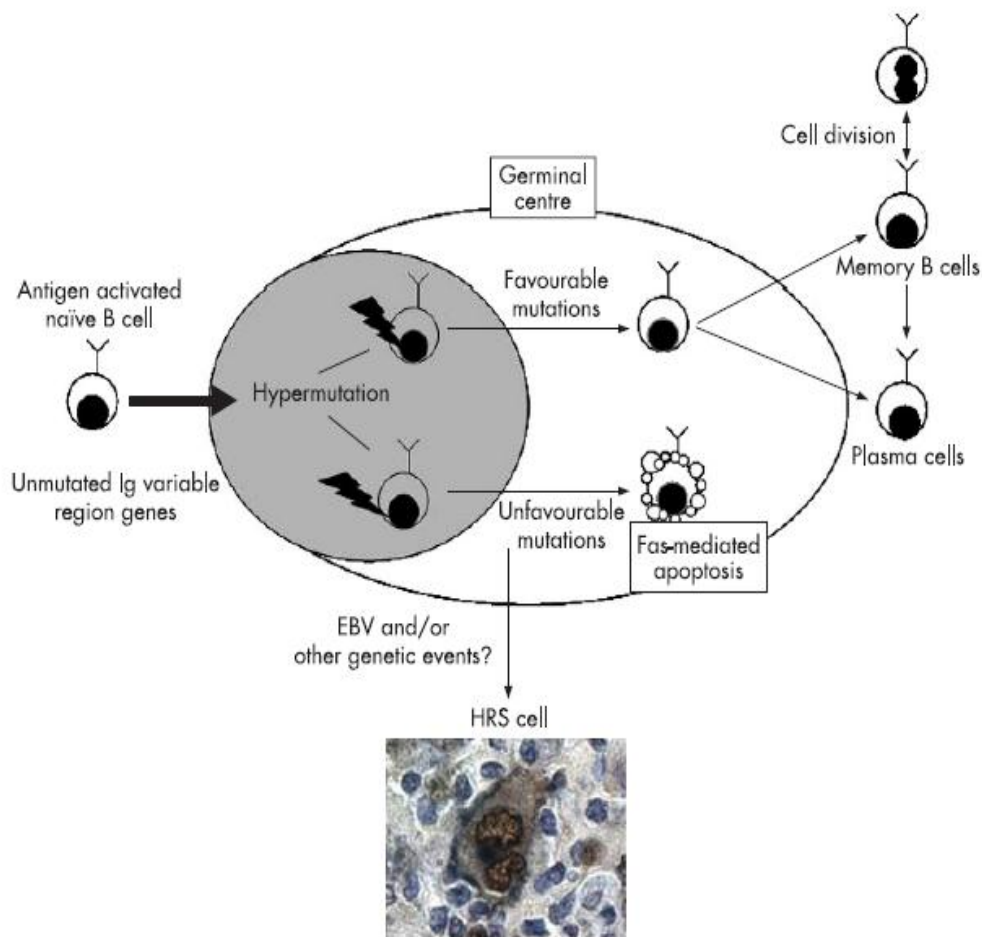 Cell division
Germinal
centre
Memory B cells
Antigen activated
naïve B cell
Favourable
mutations
Hypermutation
Plasma cells
Unmutated Ig variable
region genes
Unfavourable
mutations
Fas-mediated
apoptosis
EBV and/or
other genetic events?
HRS cell